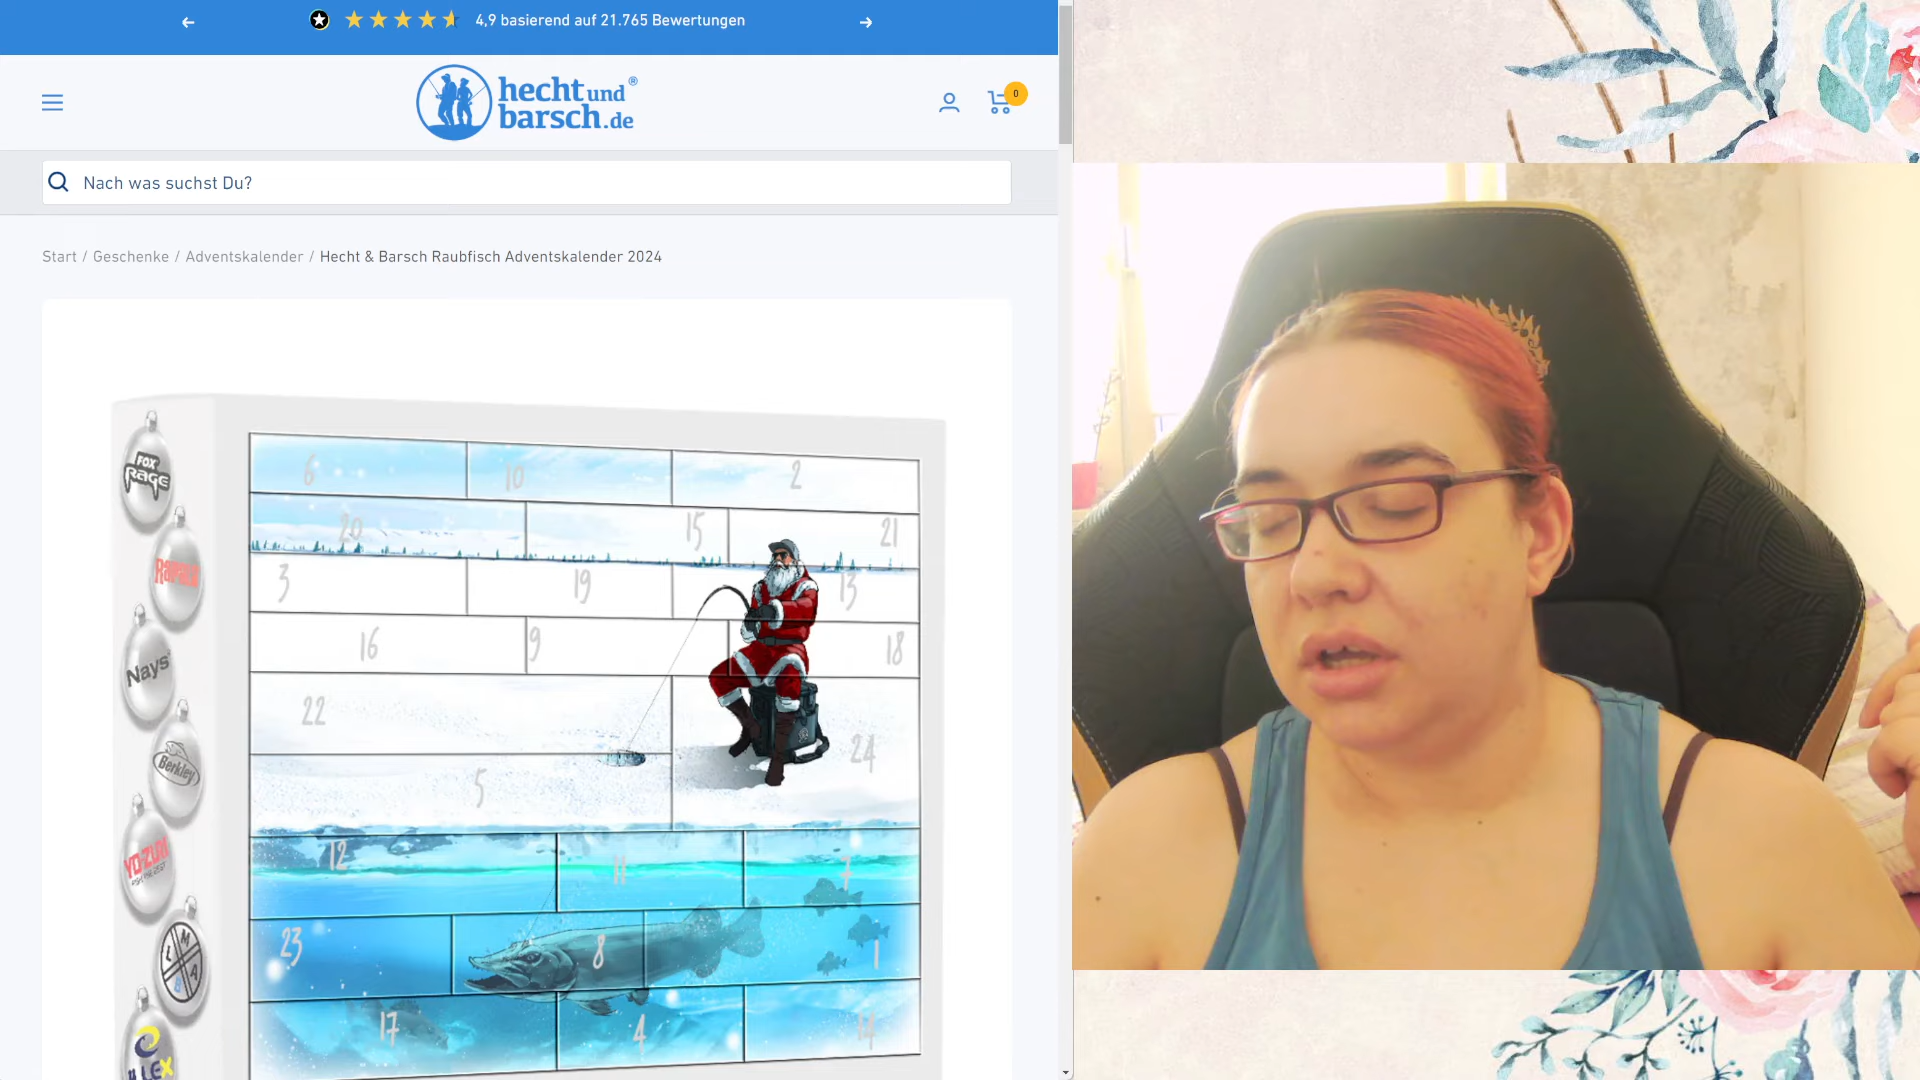 4,9 basierend auf 21.765 Bewertungen
hecht und
barsch.de
®
0
Nach was suchst Du?
Start / Geschenke / Adventskalender / Hecht & Barsch Raubfisch Adventskalender 2024
FOX
RAGE
Rapala
Nays®
Berkley
YO-ZURI
L M A B
ILLEX
6 10 2
20 15 21
3 19 13
16 9 18
22 24
5
12 11 7
23 8 1
17 4 14